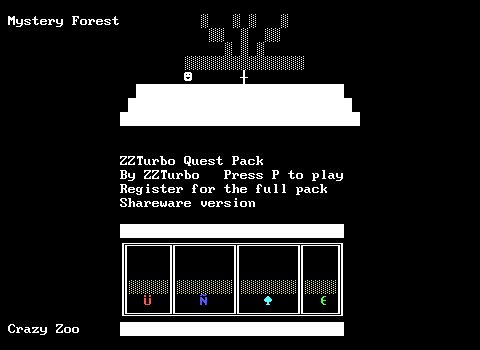 Mystery Forest
ZZTurbo Quest Pack
By ZZTurbo   Press P to play
Register for the full pack
Shareware version
Ü Ñ ♠ є
Crazy Zoo